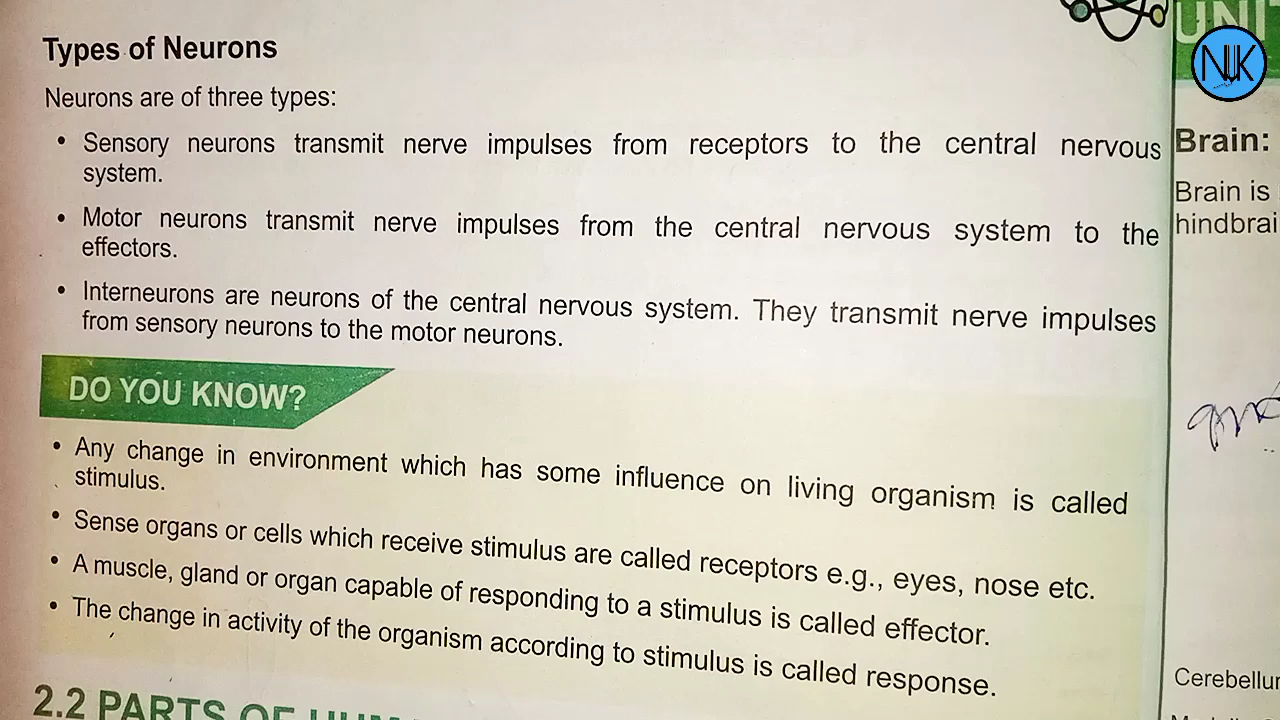 Types of Neurons
Neurons are of three types:
• Sensory neurons transmit nerve impulses from receptors to the central nervous
system.
• Motor neurons transmit nerve impulses from the central nervous system to the
effectors.
• Interneurons are neurons of the central nervous system. They transmit nerve impulses
from sensory neurons to the motor neurons.
DO YOU KNOW?
• Any change in environment which has some influence on living organism is called
stimulus.
• Sense organs or cells which receive stimulus are called receptors e.g., eyes, nose etc.
• A muscle, gland or organ capable of responding to a stimulus is called effector.
• The change in activity of the organism according to stimulus is called response.
2.2 PARTS OF HUM
UNI
NJK
Brain:
Brain is
hindbrai
Cerebellu